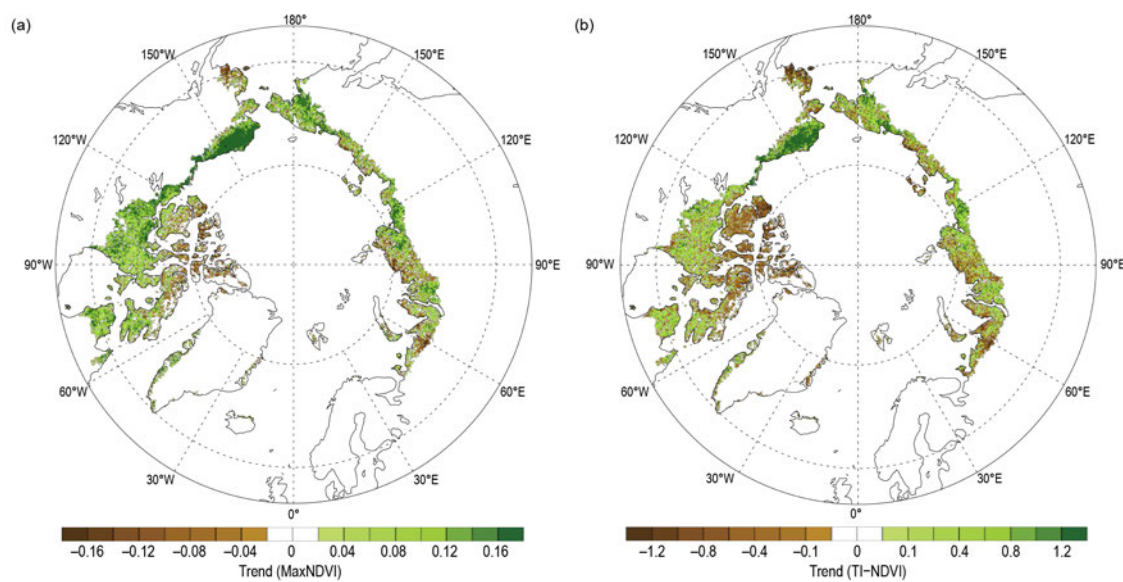 (a)
180°
150°W
150°E
120°W
120°E
90°W
90°E
60°W
60°E
30°W
30°E
0°
−0.16 −0.12 −0.08 −0.04 0 0.04 0.08 0.12 0.16
Trend (MaxNDVI)
(b)
180°
150°W
150°E
120°W
120°E
90°W
90°E
60°W
60°E
30°W
30°E
0°
−1.2 −0.8 −0.4 −0.1 0 0.1 0.4 0.8 1.2
Trend (TI−NDVI)